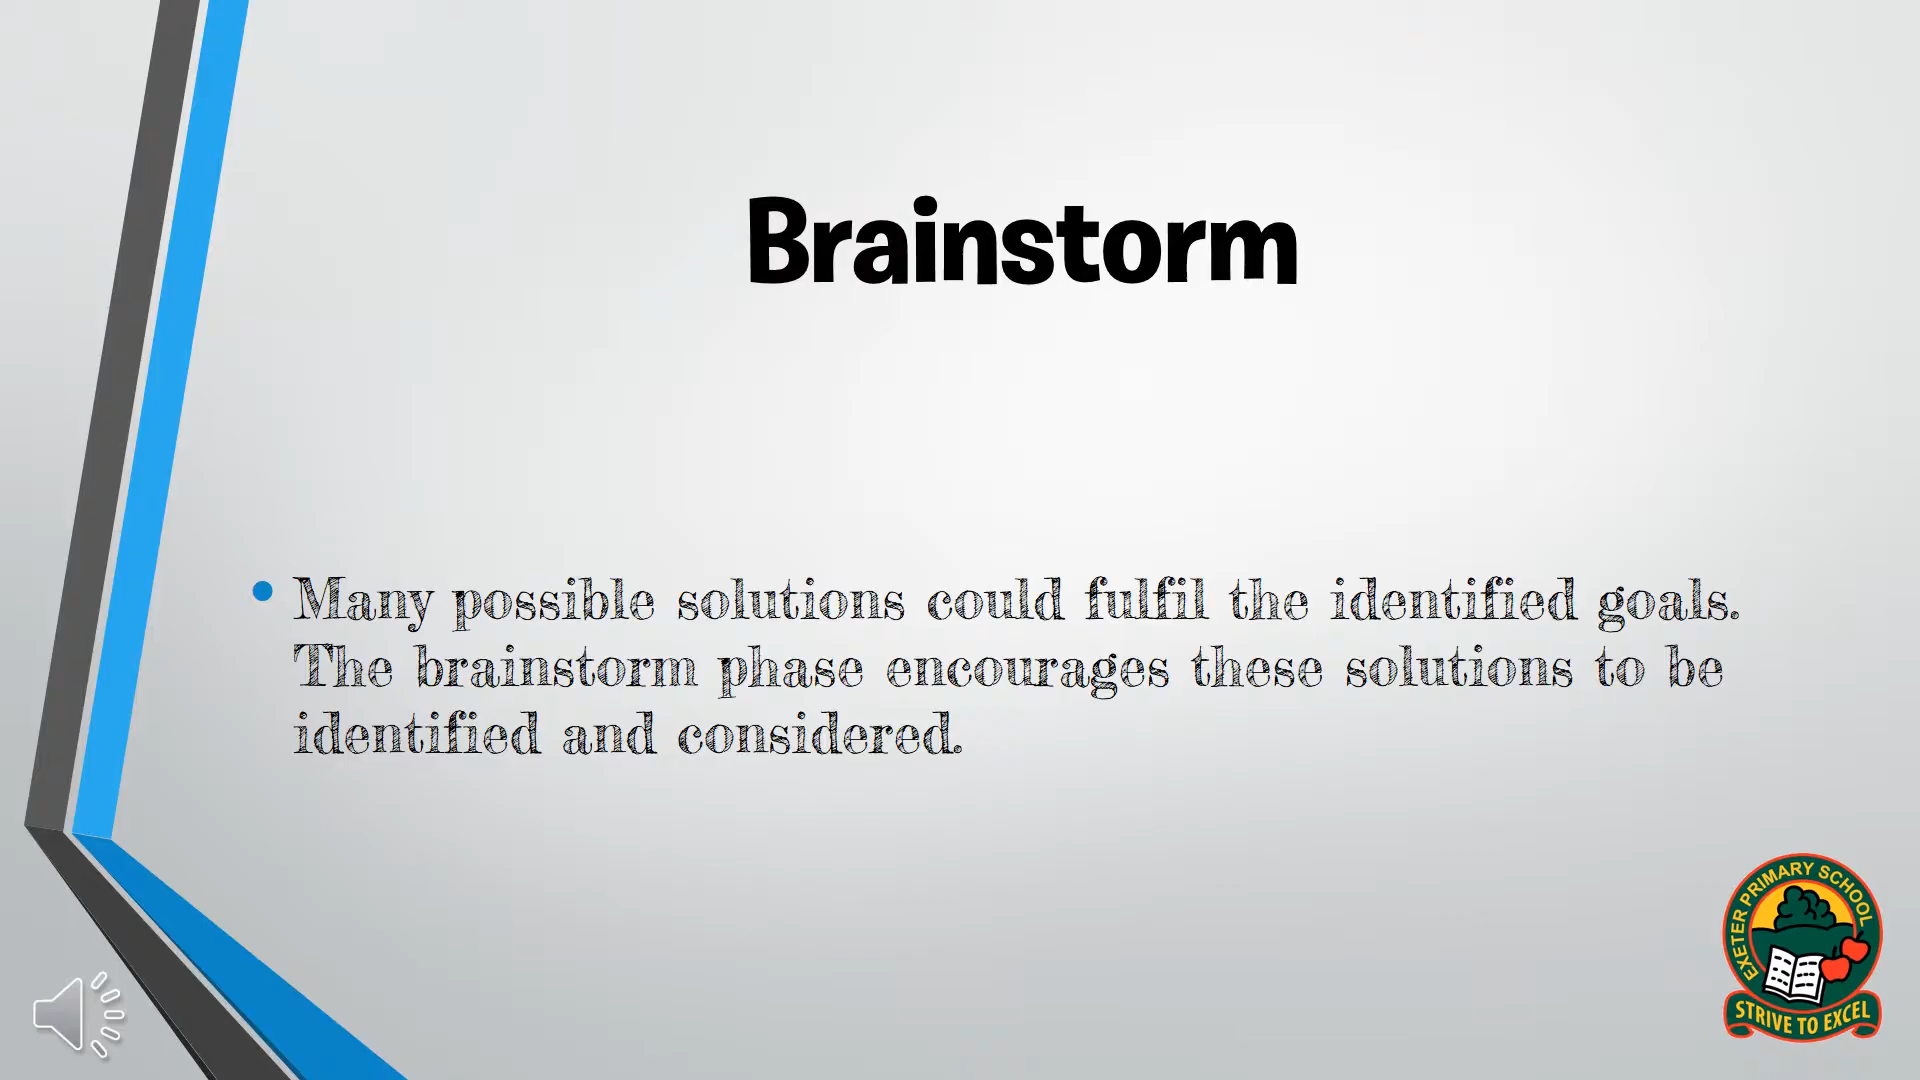 Brainstorm
• Many possible solutions could fulfil the identified goals.
The brainstorm phase encourages these solutions to be
identified and considered.
EXETER PRIMARY SCHOOL
STRIVE TO EXCEL